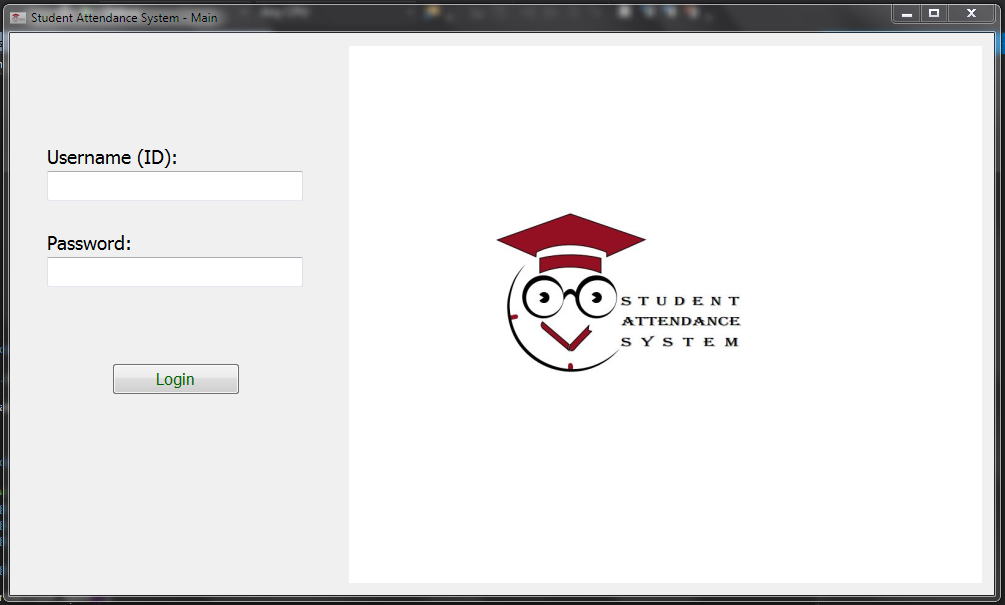 Student Attendance System - Main
Username (ID):
Password:
Login
STUDENT
ATTENDANCE
SYSTEM